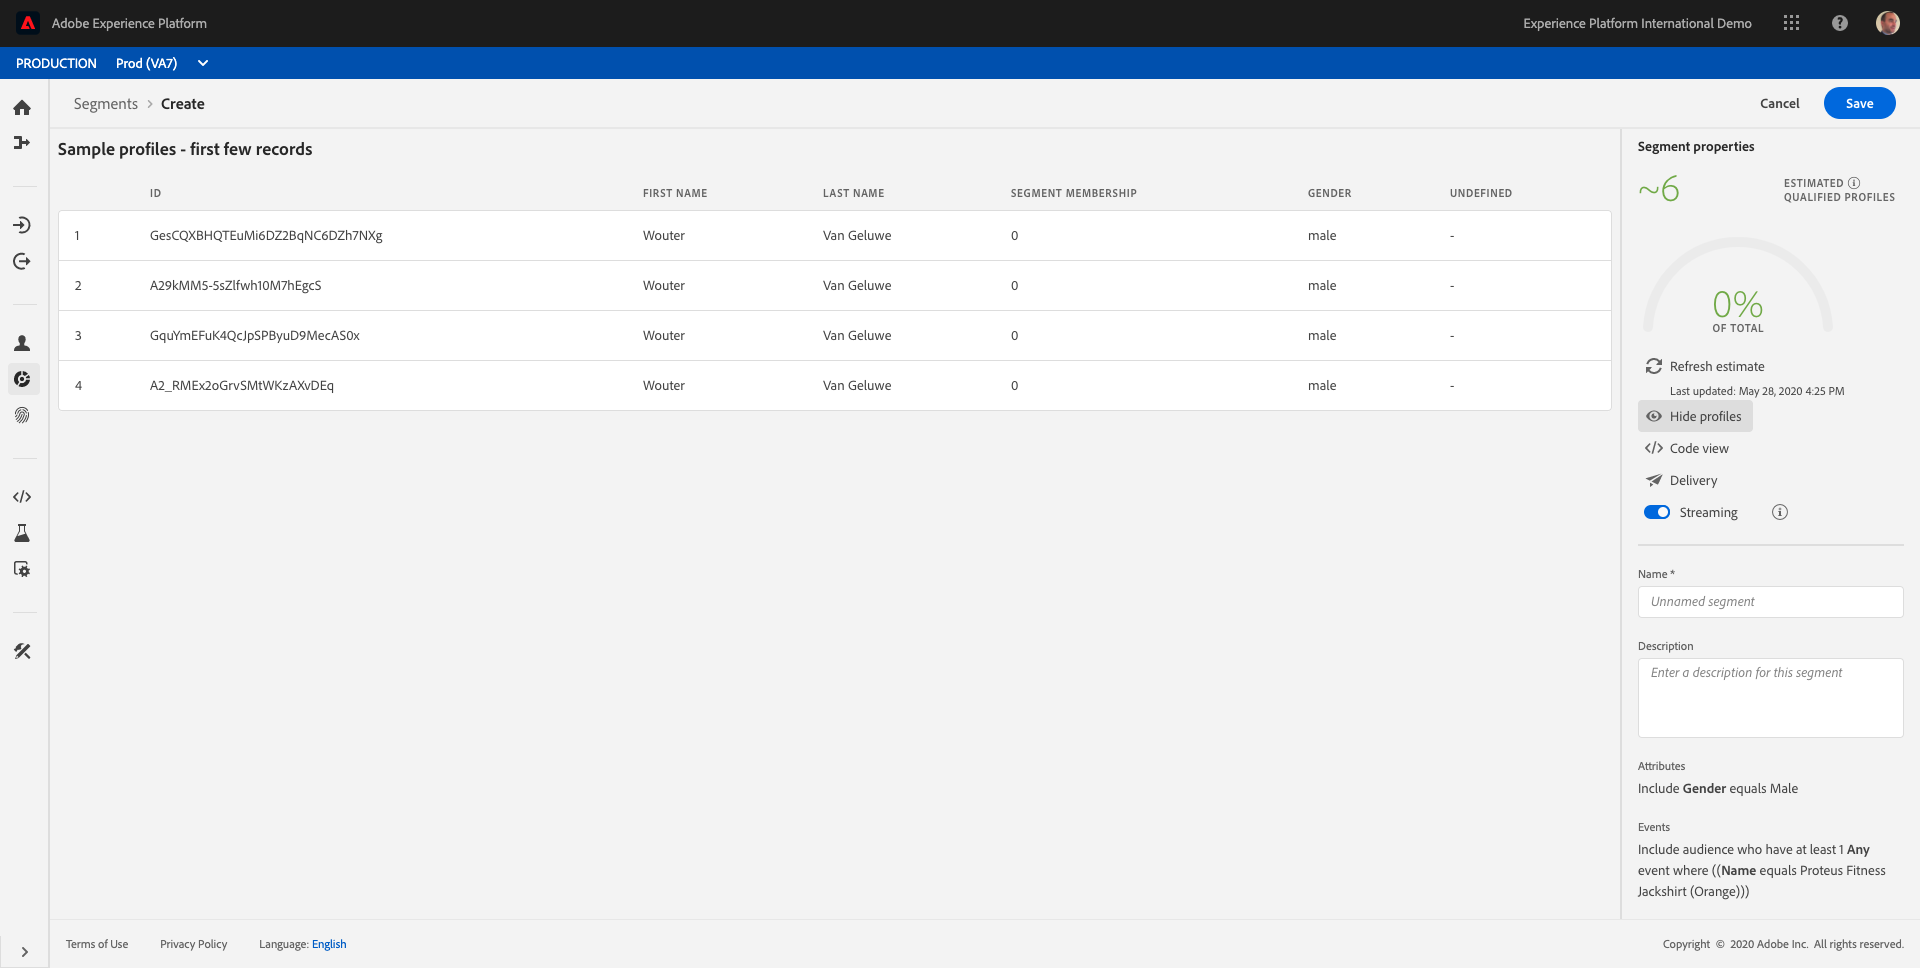 Adobe Experience Platform
Experience Platform International Demo
PRODUCTION Prod (VA7)
Segments > Create
Cancel
Save
Sample profiles - first few records
ID FIRST NAME LAST NAME SEGMENT MEMBERSHIP GENDER UNDEFINED
1 GesCQXBHQTEuMi6DZ2BqNC6DZh7NXg Wouter Van Geluwe 0 male -
2 A29kMM5-5sZlfwh10M7hEgcS Wouter Van Geluwe 0 male -
3 GquYmEFuK4QcJpSPByuD9MecAS0x Wouter Van Geluwe 0 male -
4 A2_RMEx2oGrvSMtWKzAXvDEq Wouter Van Geluwe 0 male -
Segment properties
~6
ESTIMATED
QUALIFIED PROFILES
0%
OF TOTAL
Refresh estimate
Last updated: May 28, 2020 4:25 PM
Hide profiles
Code view
Delivery
Streaming
Name *
Unnamed segment
Description
Enter a description for this segment
Attributes
Include Gender equals Male
Events
Include audience who have at least 1 Any
event where ((Name equals Proteus Fitness
Jackshirt (Orange)))
Terms of Use
Privacy Policy
Language: English
Copyright © 2020 Adobe Inc. All rights reserved.